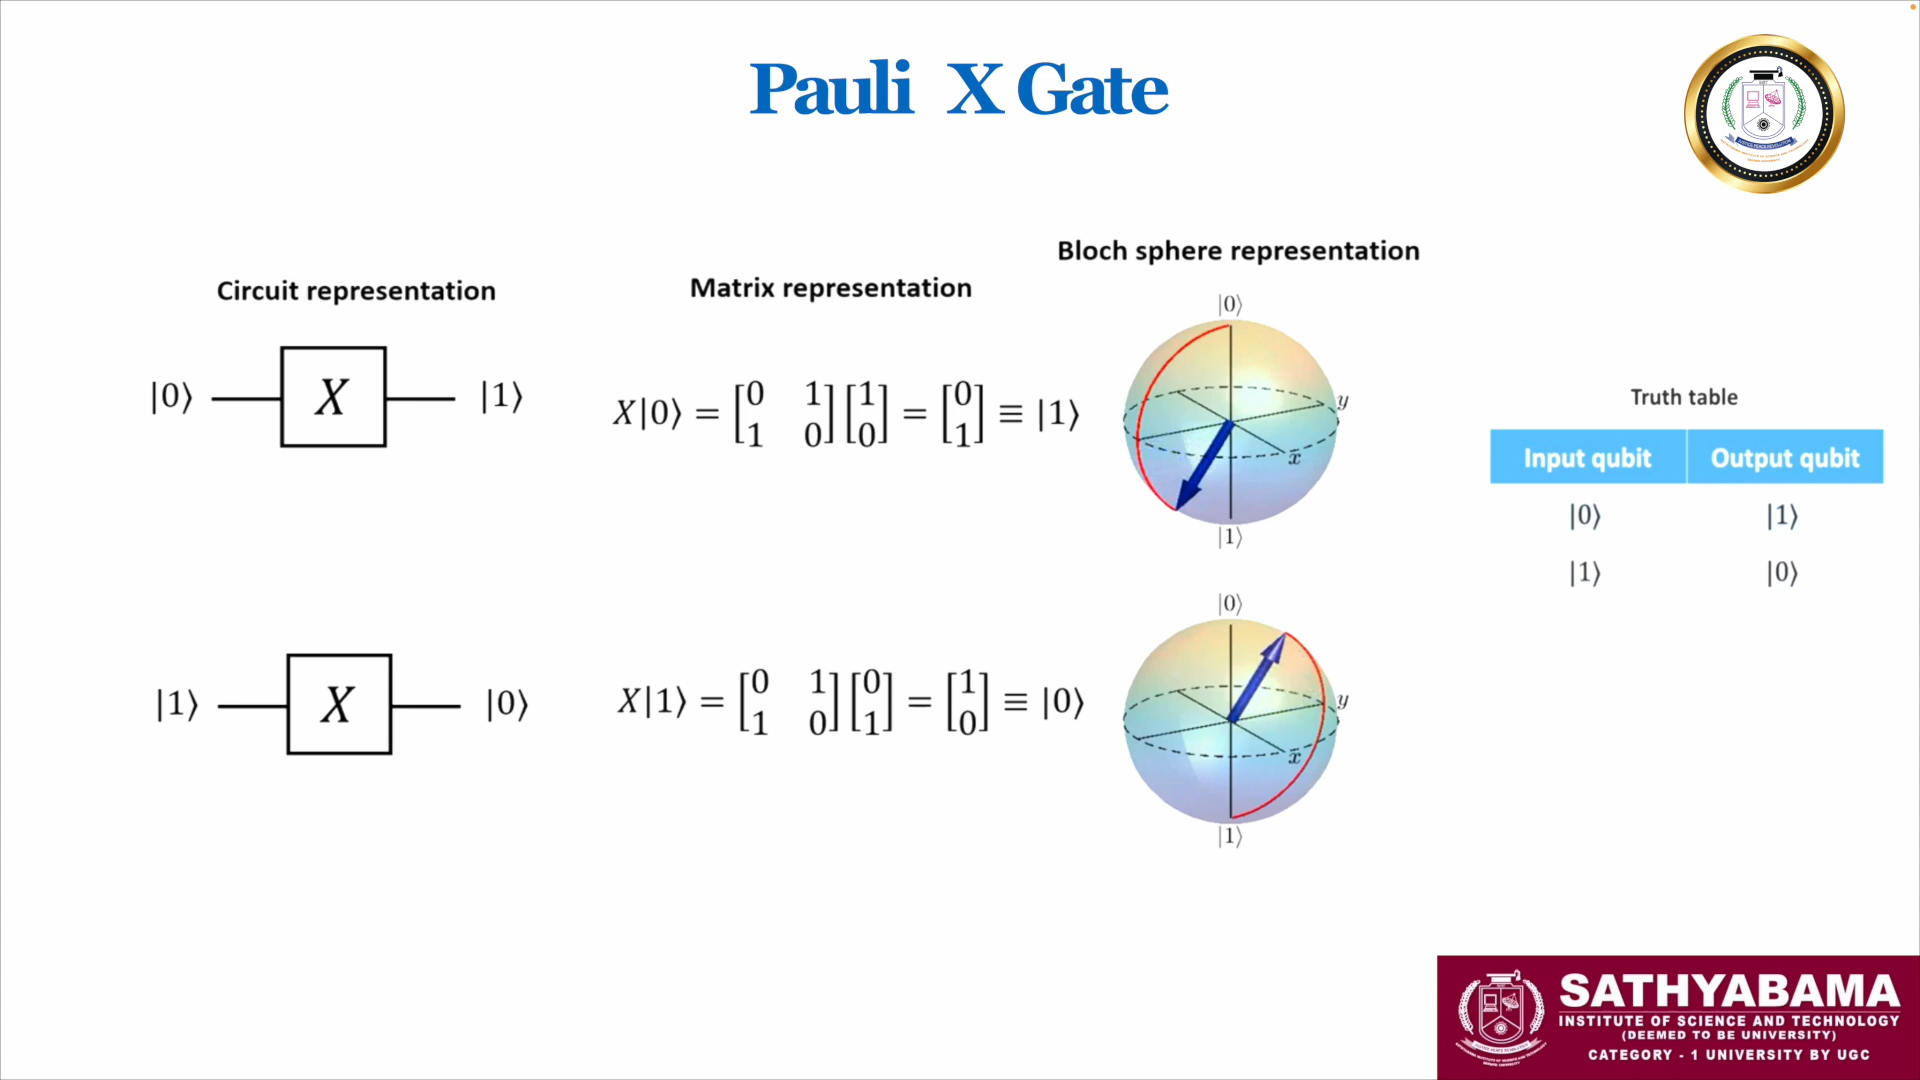 Pauli X Gate
Circuit representation
Matrix representation
Bloch sphere representation
|0⟩ X |1⟩
X|0⟩ = [0 1 1 0] [1 0] = [0 1] ≡ |1⟩
|0⟩
y
x
|1⟩
Truth table
Input qubit Output qubit
|0⟩ |1⟩
|1⟩ |0⟩
|1⟩ X |0⟩
X|1⟩ = [0 1 1 0] [0 1] = [1 0] ≡ |0⟩
|0⟩
y
x
|1⟩
SATHYABAMA
INSTITUTE OF SCIENCE AND TECHNOLOGY
(DEEMED TO BE UNIVERSITY)
CATEGORY - 1 UNIVERSITY BY UGC